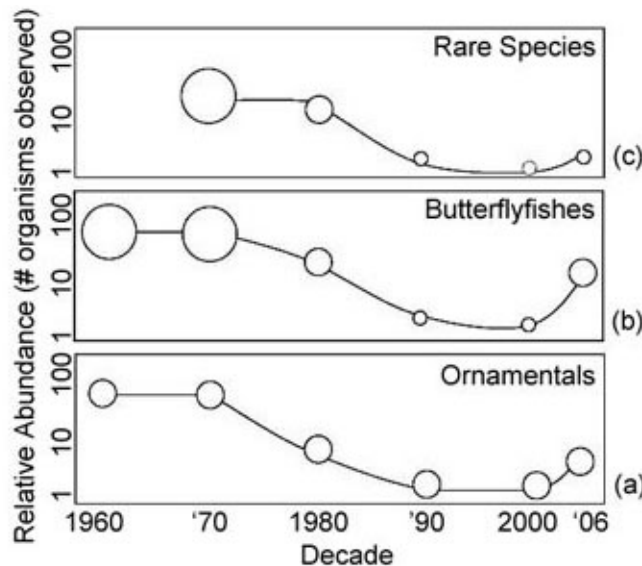 Relative Abundance (# organisms observed)
100
10
1
Rare Species
(c)
100
10
1
Butterflyfishes
(b)
100
10
1
Ornamentals
(a)
1960 '70 1980 '90 2000 '06
Decade